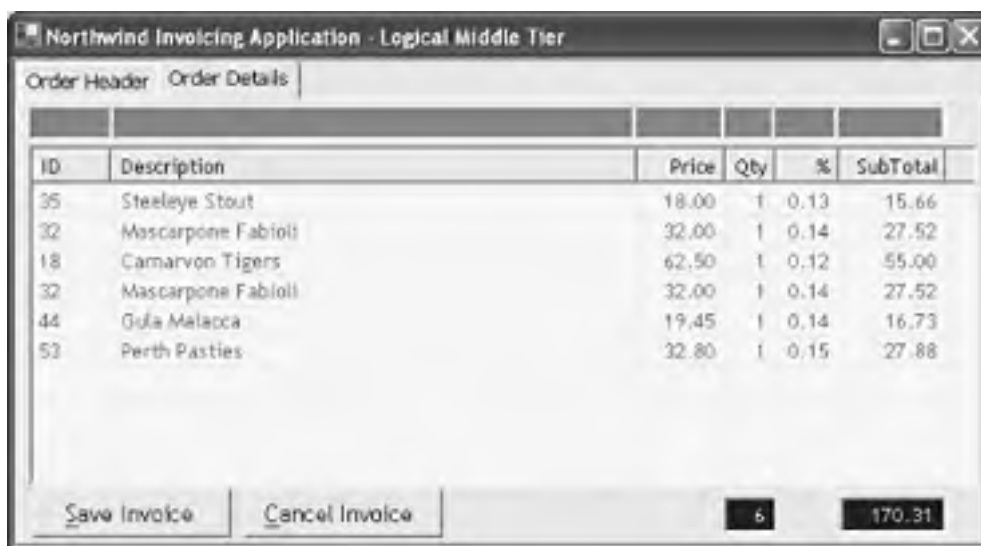 Northwind Invoicing Application - Logical Middle Tier
Order Header Order Details
ID Description Price Qty % SubTotal
35 Steeleye Stout 18.00 1 0.13 15.66
32 Mascarpone Fabioli 32.00 1 0.14 27.52
18 Carnarvon Tigers 62.50 1 0.12 55.00
32 Mascarpone Fabioli 32.00 1 0.14 27.52
44 Gula Malacca 19.45 1 0.14 16.73
53 Perth Pasties 32.80 1 0.15 27.88
Save Invoice Cancel Invoice 6 170.31